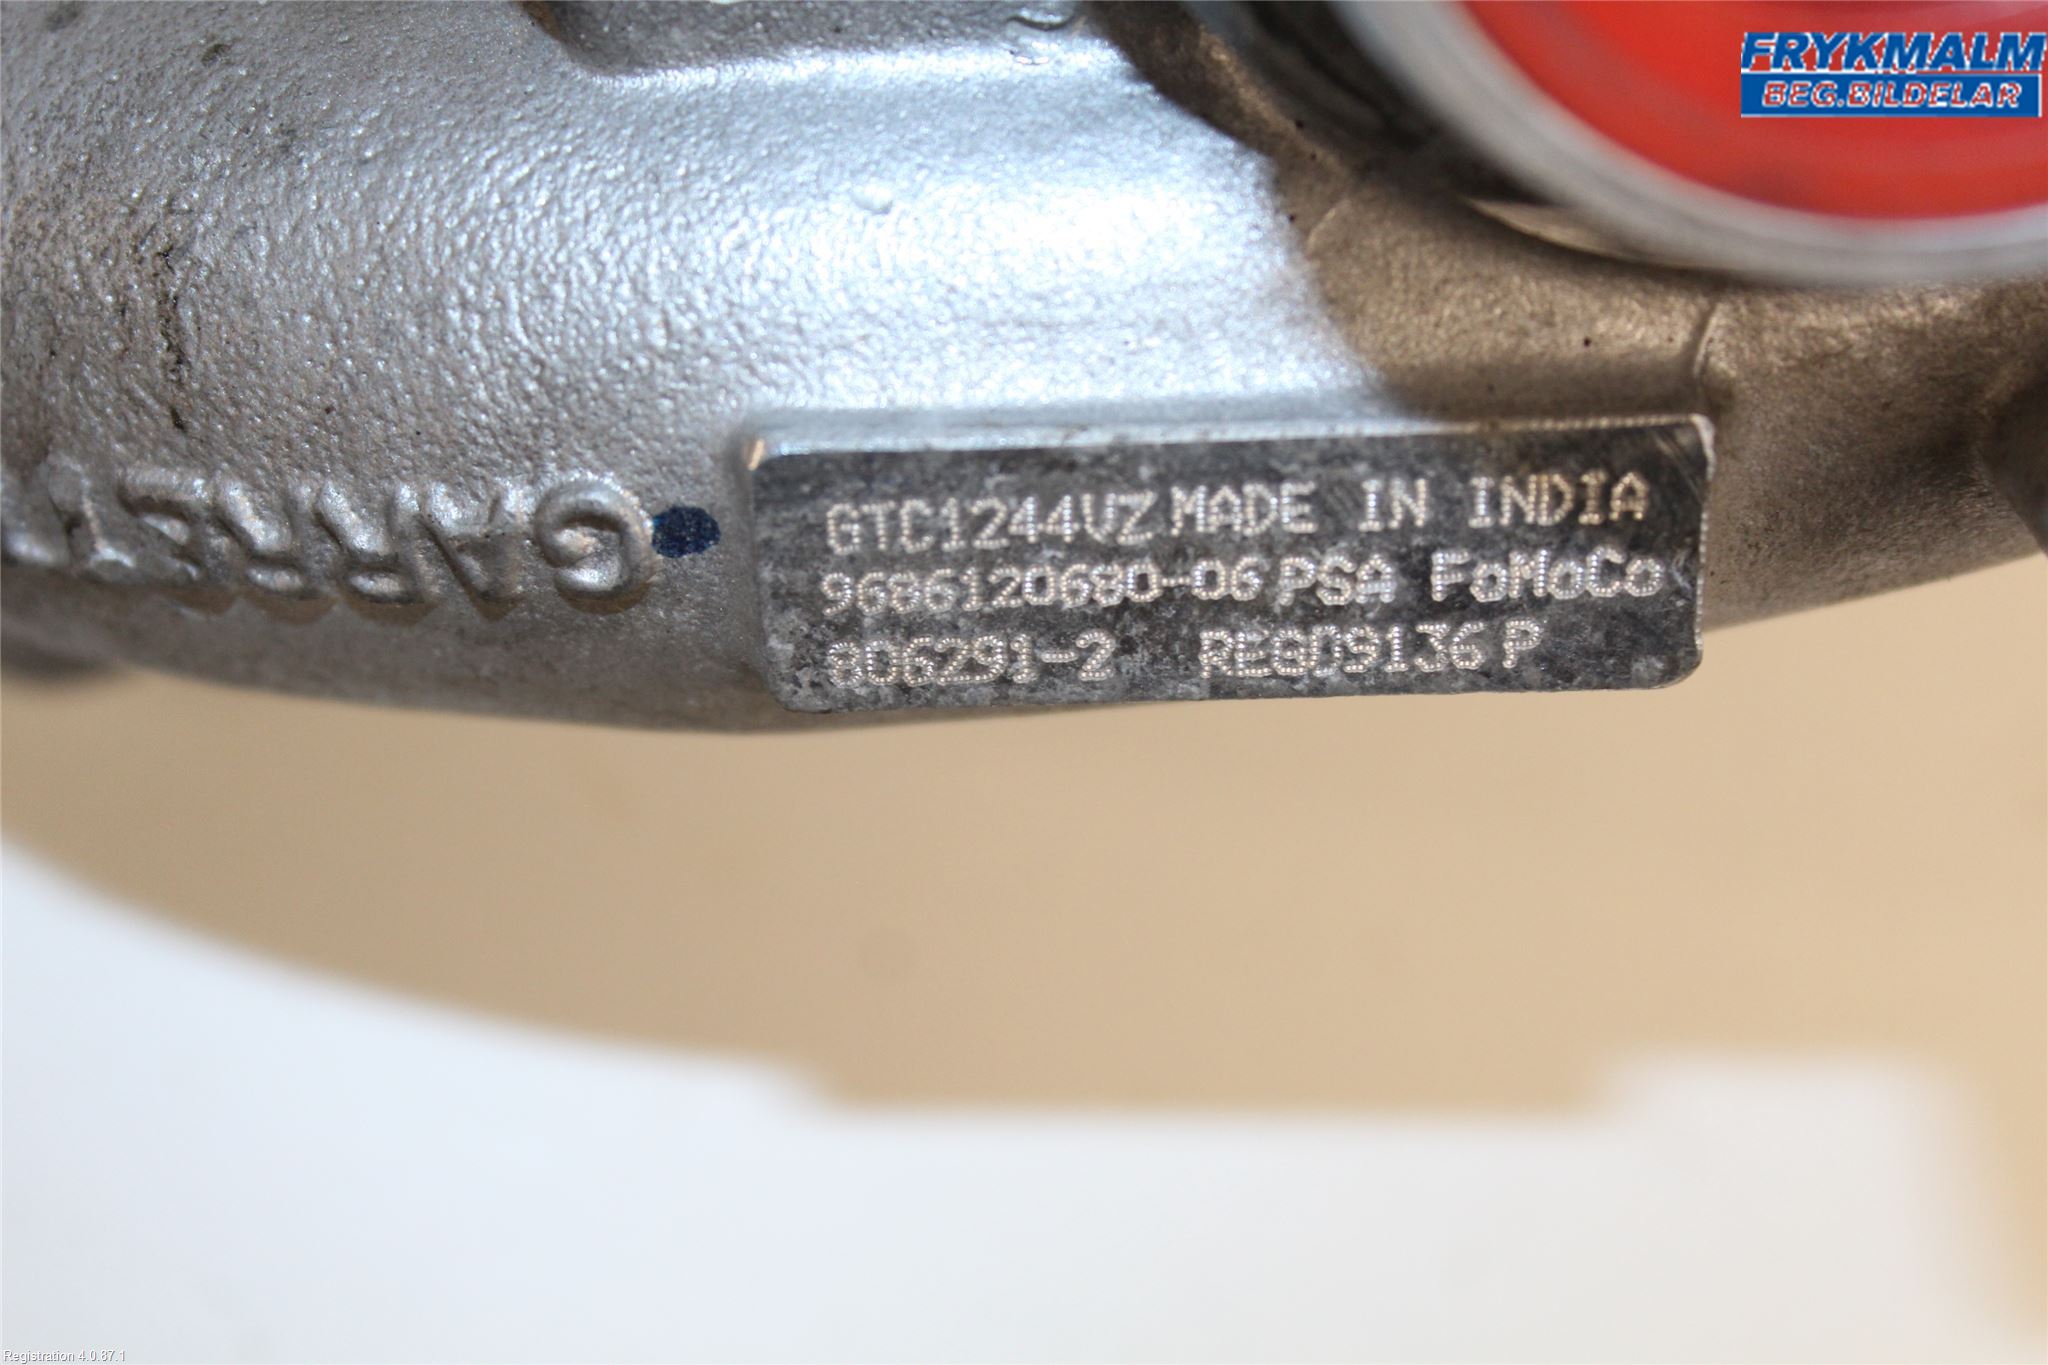 FRYKMALM
BEG.BILDELAR
GARRETT
GTC1244VZ MADE IN INDIA
9686120680-06 PSA FoMoCo
806291-2 RE809136P
Registration 4.0.87.1